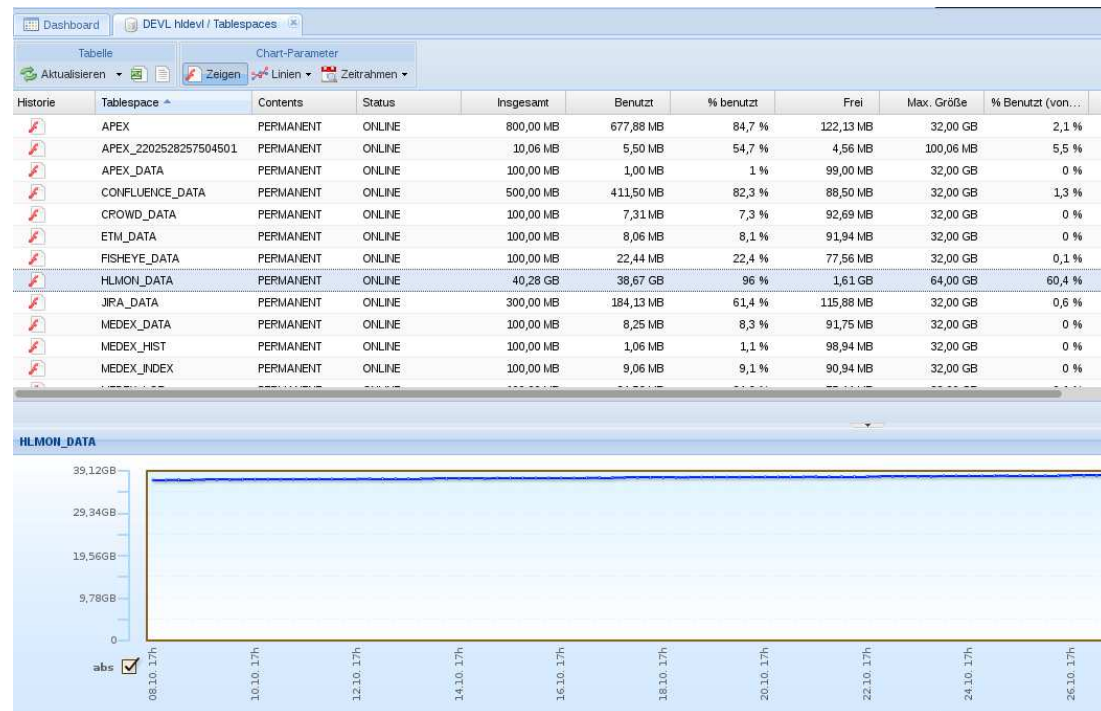 Dashboard DEVL hldevl / Tablespaces
Tabelle Chart-Parameter
Aktualisieren Zeigen Linien Zeitrahmen
Historie Tablespace Contents Status Insgesamt Benutzt % benutzt Frei Max. Größe % Benutzt (von...
APEX PERMANENT ONLINE 800,00 MB 677,88 MB 84,7 % 122,13 MB 32,00 GB 2,1 %
APEX_2202528257504501 PERMANENT ONLINE 10,06 MB 5,50 MB 54,7 % 4,56 MB 100,06 MB 5,5 %
APEX_DATA PERMANENT ONLINE 100,00 MB 1,00 MB 1 % 99,00 MB 32,00 GB 0 %
CONFLUENCE_DATA PERMANENT ONLINE 500,00 MB 411,50 MB 82,3 % 88,50 MB 32,00 GB 1,3 %
CROWD_DATA PERMANENT ONLINE 100,00 MB 7,31 MB 7,3 % 92,69 MB 32,00 GB 0 %
ETM_DATA PERMANENT ONLINE 100,00 MB 8,06 MB 8,1 % 91,94 MB 32,00 GB 0 %
FISHEYE_DATA PERMANENT ONLINE 100,00 MB 22,44 MB 22,4 % 77,56 MB 32,00 GB 0,1 %
HLMON_DATA PERMANENT ONLINE 40,28 GB 38,67 GB 96 % 1,61 GB 64,00 GB 60,4 %
JIRA_DATA PERMANENT ONLINE 300,00 MB 184,13 MB 61,4 % 115,88 MB 32,00 GB 0,6 %
MEDEX_DATA PERMANENT ONLINE 100,00 MB 8,25 MB 8,3 % 91,75 MB 32,00 GB 0 %
MEDEX_HIST PERMANENT ONLINE 100,00 MB 1,06 MB 1,1 % 98,94 MB 32,00 GB 0 %
MEDEX_INDEX PERMANENT ONLINE 100,00 MB 9,06 MB 9,1 % 90,94 MB 32,00 GB 0 %
HLMON_DATA
39,12GB
29,34GB
19,56GB
9,78GB
0
abs
08.10. 17h
10.10. 17h
12.10. 17h
14.10. 17h
16.10. 17h
18.10. 17h
20.10. 17h
22.10. 17h
24.10. 17h
26.10. 17h